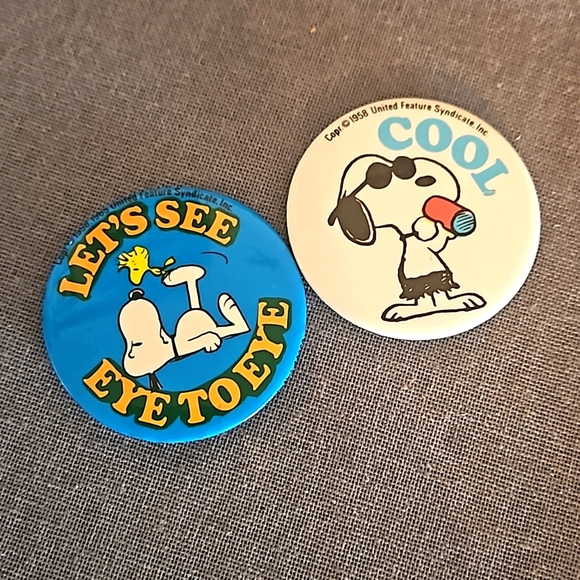 United Feature Syndicate, Inc.
LET'S SEE
EYE TO EYE
Copr © 1958 United Feature Syndicate, Inc.
COOL